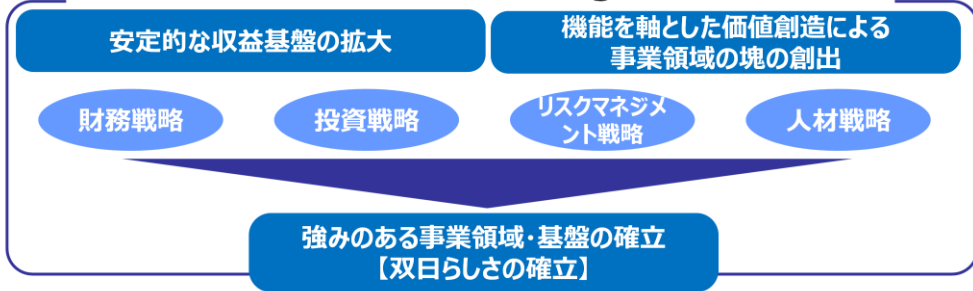 安定的な収益基盤の拡大
機能を軸とした価値創造による
事業領域の塊の創出
財務戦略
投資戦略
リスクマネジメ
ント戦略
人材戦略
強みのある事業領域・基盤の確立
【双日らしさの確立】